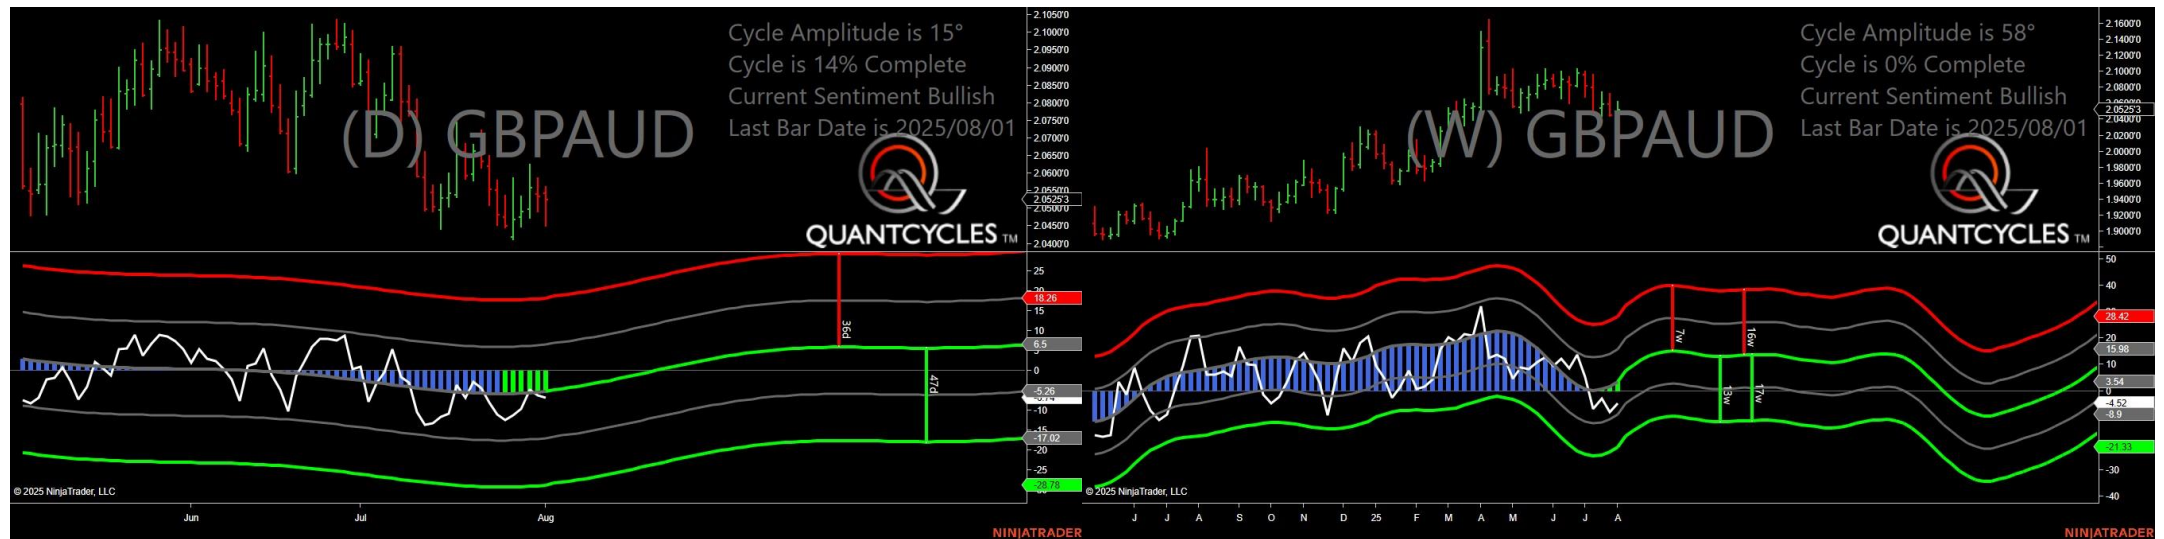 Cycle Amplitude is 15°
Cycle is 14% Complete
Current Sentiment Bullish
Last Bar Date is 2025/08/01
(D) GBPAUD
QUANTCYCLES TM
2.1050'0
2.1000'0
2.0950'0
2.0900'0
2.0850'0
2.0800'0
2.0750'0
2.0700'0
2.0650'0
2.0600'0
2.0550'0
2.0525'3
2.0500'0
2.0450'0
2.0400'0
25
20
18.26
15
10
6.5
0
-5.26
-10
-15
-17.02
-20
-25
-28.78
36d
47d
© 2025 NinjaTrader, LLC
Jun
Jul
Aug
NINJATRADER
Cycle Amplitude is 58°
Cycle is 0% Complete
Current Sentiment Bullish
Last Bar Date is 2025/08/01
(W) GBPAUD
QUANTCYCLES TM
2.1600'0
2.1400'0
2.1200'0
2.1000'0
2.0800'0
2.0525'3
2.0400'0
2.0200'0
2.0000'0
1.9800'0
1.9600'0
1.9400'0
1.9200'0
1.9000'0
50
40
28.42
20
15.98
10
3.54
0
-4.52
-8.9
-21.33
-30
-40
7w
16w
13w
17w
© 2025 NinjaTrader, LLC
J J A S O N D 25 F M A M J J A
NINJATRADER